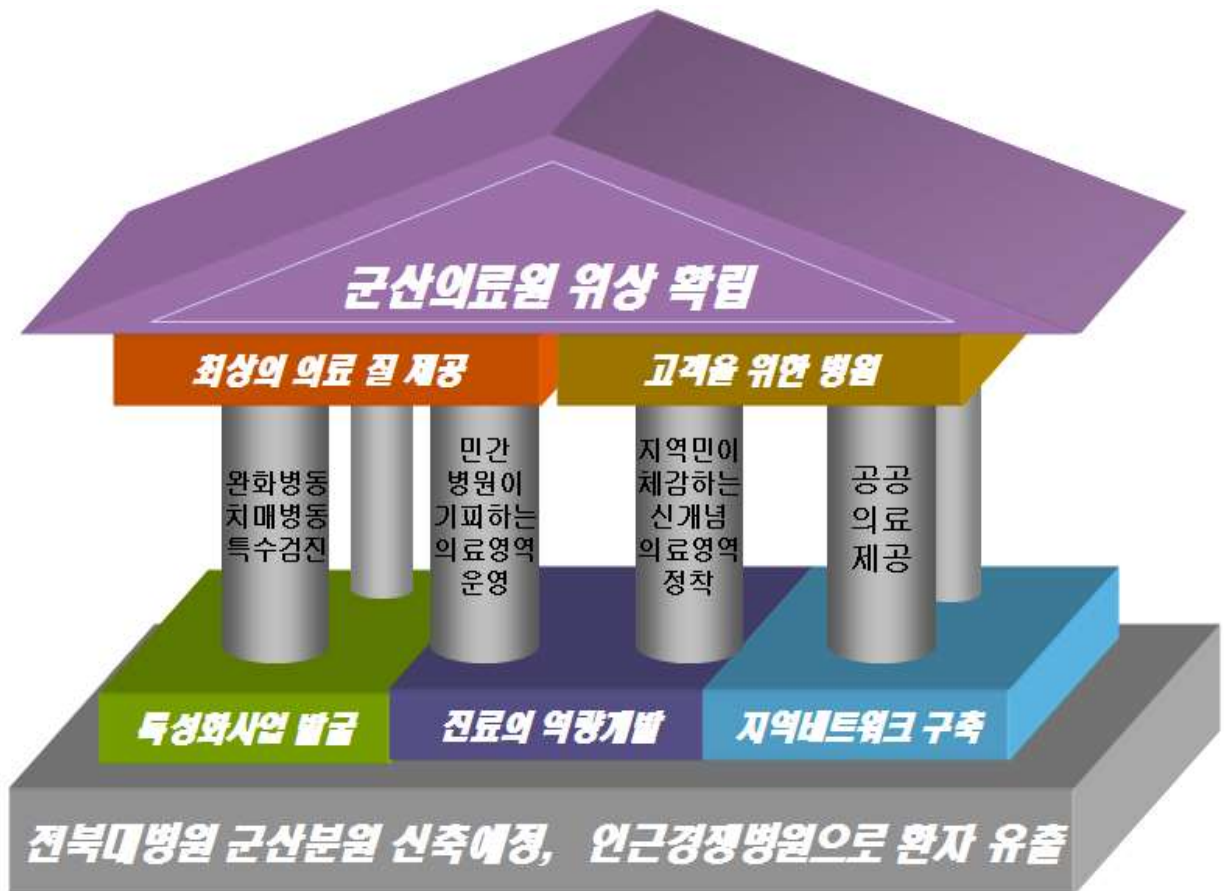 군산의료원 위상 확립
최상의 의료 질 제공
고객을 위한 병원
완화병동
치매병동
특수검진
민간
병원이
기피하는
의료영역
운영
지역민이
체감하는
신개념
의료영역
정착
공공
의료
제공
특성화사업 발굴
진료의 역량개발
지역네트워크 구축
전북대병원 군산분원 신축예정, 인근경쟁병원으로 환자 유출